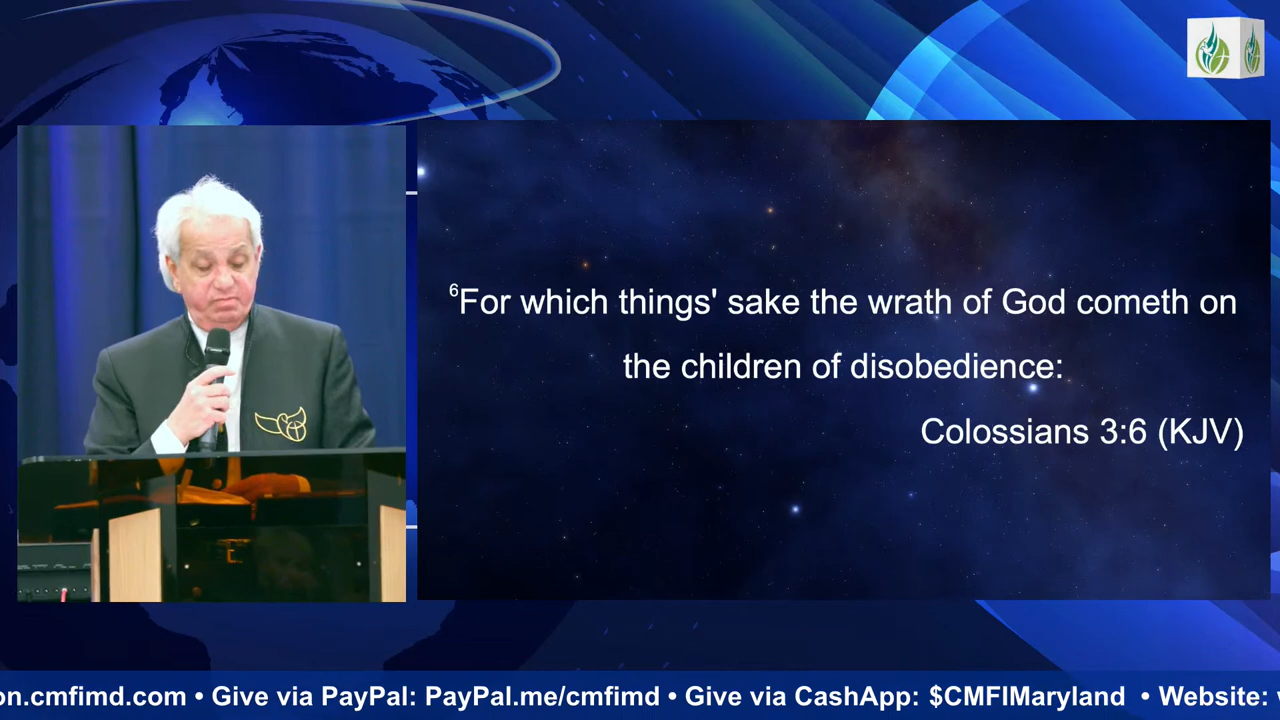 ⁶For which things' sake the wrath of God cometh on
the children of disobedience:
Colossians 3:6 (KJV)
on.cmfimd.com • Give via PayPal: PayPal.me/cmfimd • Give via CashApp: $CMFIMaryland • Website: